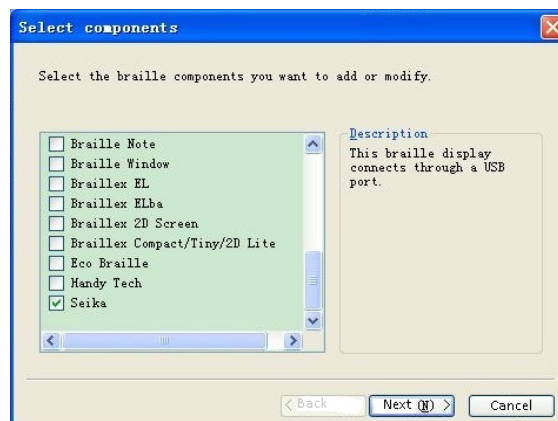 Select components
Select the braille components you want to add or modify.
Braille Note
Braille Window
Braillex EL
Braillex ELba
Braillex 2D Screen
Braillex Compact/Tiny/2D Lite
Eco Braille
Handy Tech
Seika
Description
This braille display
connects through a USB
port.
< Back
Next (N) >
Cancel